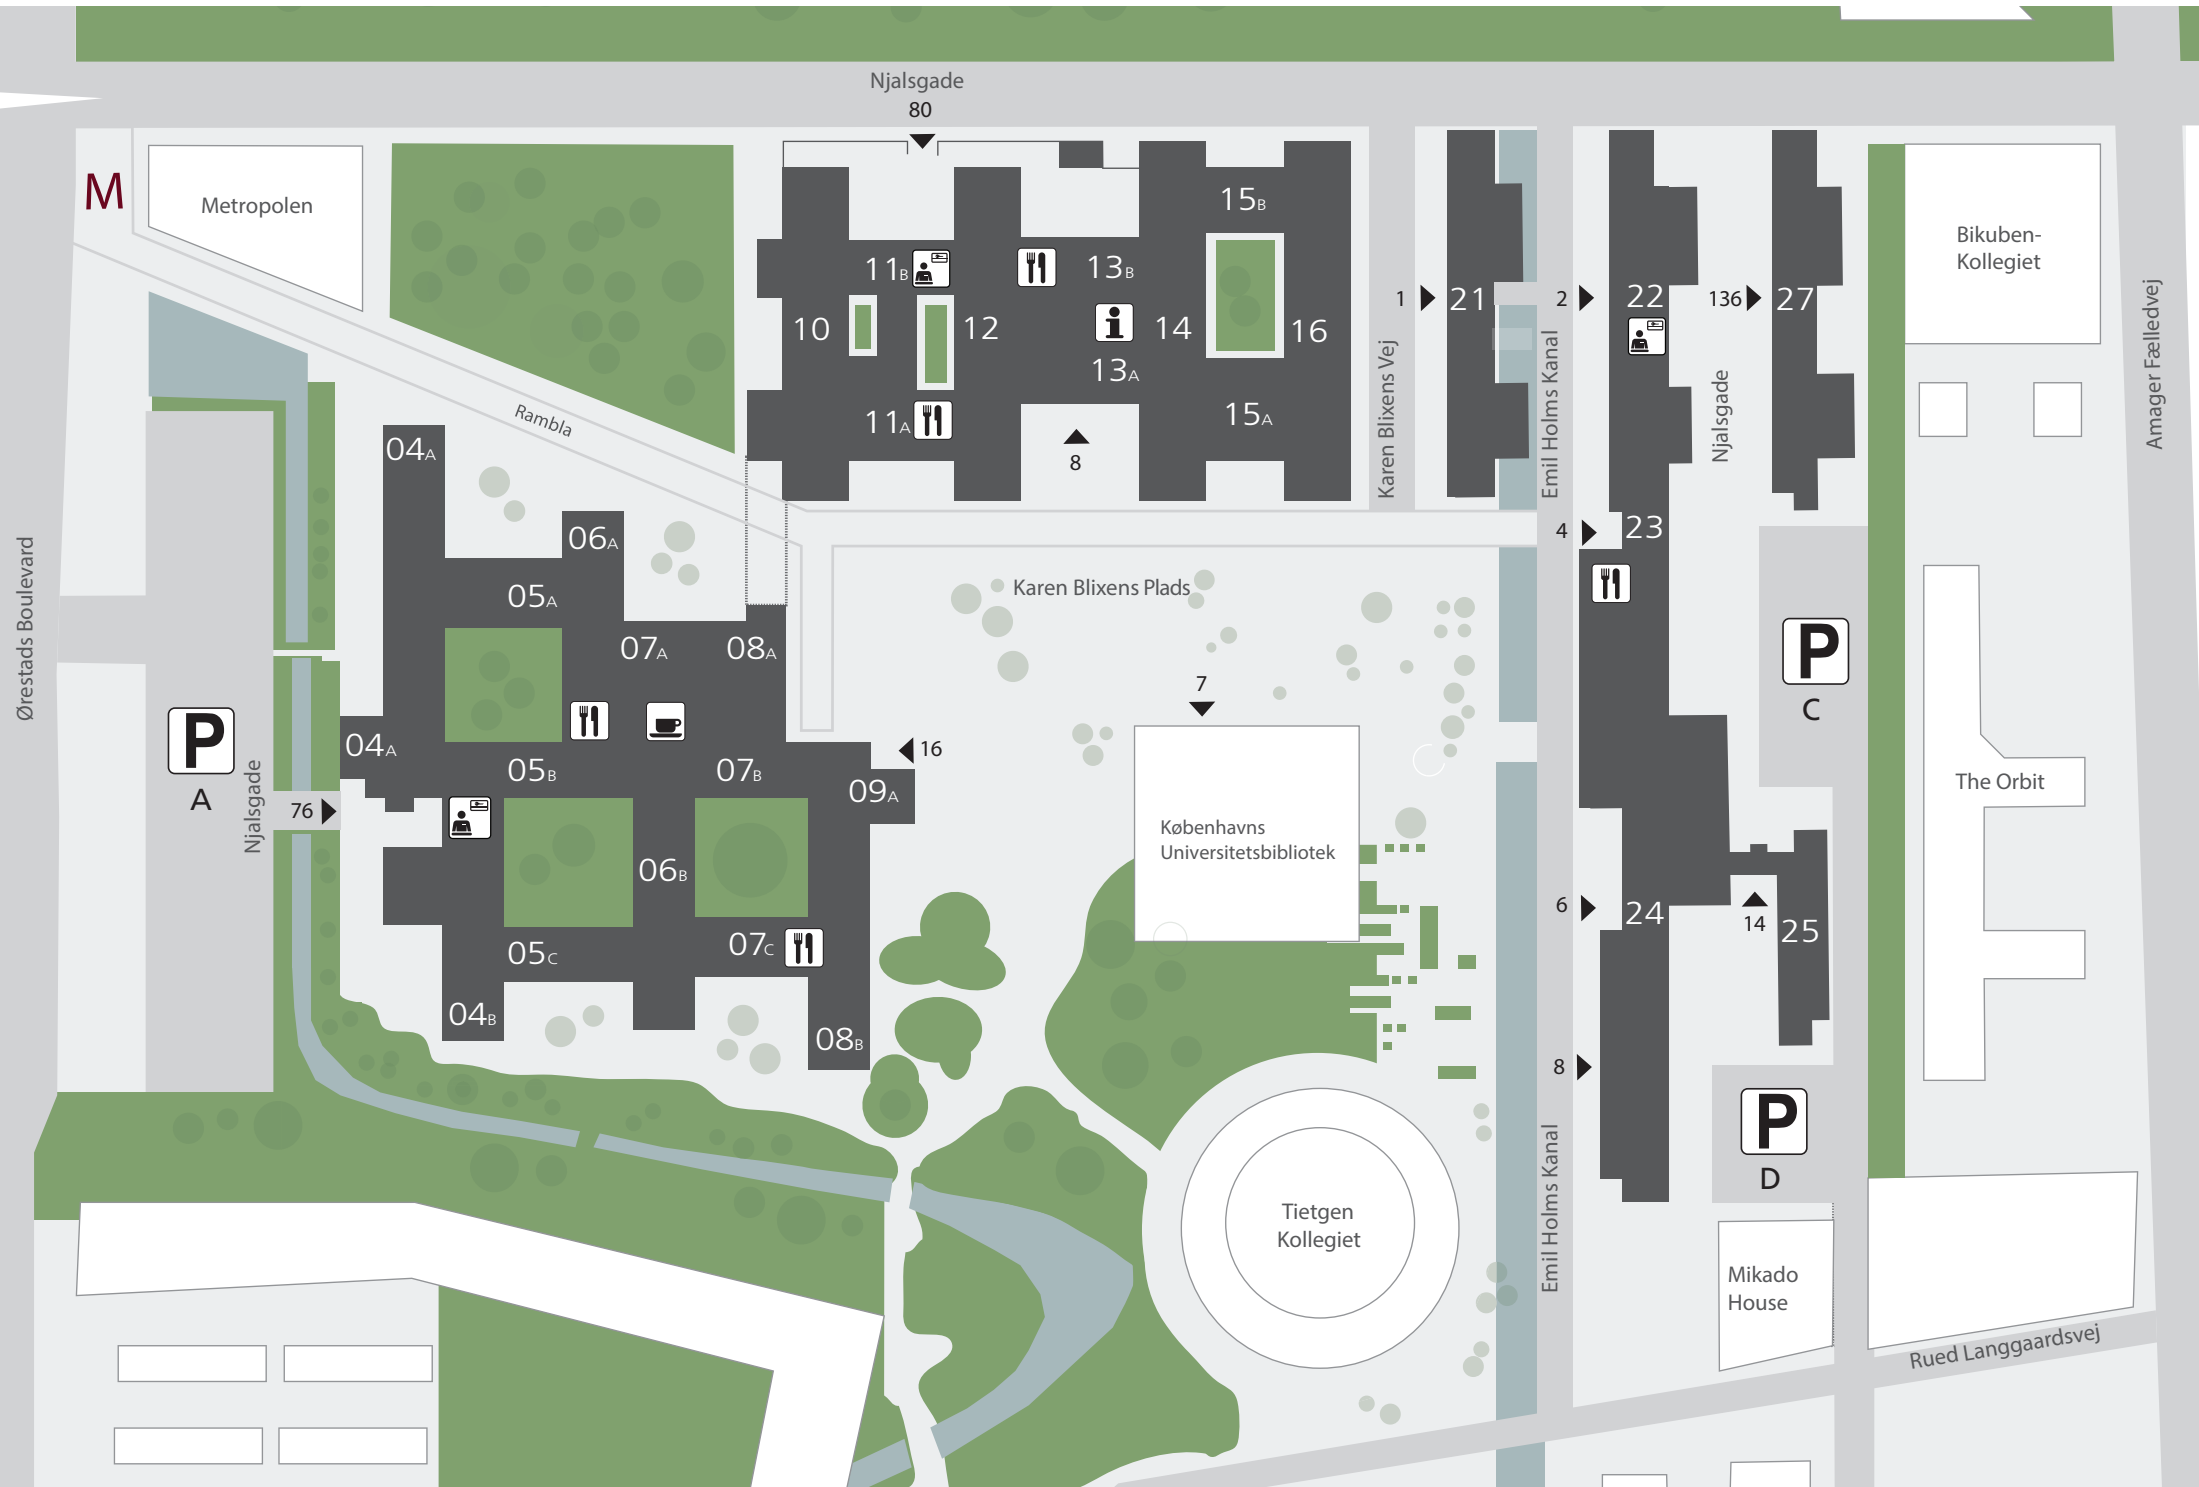 Njalsgade
80
M
Metropolen
15B
11B
13B
10
12
14
16
13A
11A
15A
8
Rambla
1
21
2
22
136
27
Bikuben-
Kollegiet
Karen Blixens Vej
Emil Holms Kanal
Njalsgade
Amager Fælledvej
04A
06A
05A
07A
08A
Karen Blixens Plads
4
23
Ørestads Boulevard
P
A
Njalsgade
76
04A
05B
07B
16
09A
7
Københavns
Universitetsbibliotek
P
C
The Orbit
06B
05C
07C
04B
08B
6
24
14
25
8
P
D
Emil Holms Kanal
Tietgen
Kollegiet
Mikado
House
Rued Langgaardsvej